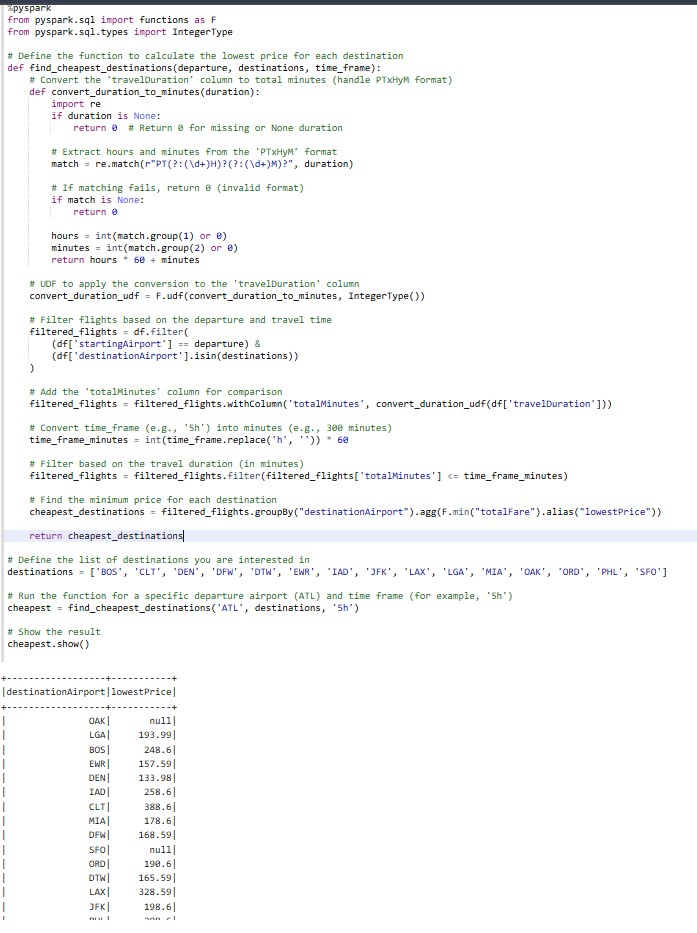 %pyspark
from pyspark.sql import functions as F
from pyspark.sql.types import IntegerType
# Define the function to calculate the lowest price for each destination
def find_cheapest_destinations(departure, destinations, time_frame):
    # Convert the 'travelDuration' column to total minutes (handle PTxHyM format)
    def convert_duration_to_minutes(duration):
        import re
        if duration is None:
            return 0  # Return 0 for missing or None duration
        # Extract hours and minutes from the 'PTxHyM' format
        match = re.match(r"PT(?:(\d+)H)?(?:(\d+)M)?", duration)
        # If matching fails, return 0 (invalid format)
        if match is None:
            return 0
        hours = int(match.group(1) or 0)
        minutes = int(match.group(2) or 0)
        return hours * 60 + minutes
    # UDF to apply the conversion to the 'travelDuration' column
    convert_duration_udf = F.udf(convert_duration_to_minutes, IntegerType())
    # Filter flights based on the departure and travel time
    filtered_flights = df.filter(
        (df['startingAirport'] == departure) &
        (df['destinationAirport'].isin(destinations))
    )
    # Add the 'totalMinutes' column for comparison
    filtered_flights = filtered_flights.withColumn('totalMinutes', convert_duration_udf(df['travelDuration']))
    # Convert time_frame (e.g., '5h') into minutes (e.g., 300 minutes)
    time_frame_minutes = int(time_frame.replace('h', '')) * 60
    # Filter based on the travel duration (in minutes)
    filtered_flights = filtered_flights.filter(filtered_flights['totalMinutes'] <= time_frame_minutes)
    # Find the minimum price for each destination
    cheapest_destinations = filtered_flights.groupBy("destinationAirport").agg(F.min("totalFare").alias("lowestPrice"))
    return cheapest_destinations
# Define the list of destinations you are interested in
destinations = ['BOS', 'CLT', 'DEN', 'DFW', 'DTW', 'EWR', 'IAD', 'JFK', 'LAX', 'LGA', 'MIA', 'OAK', 'ORD', 'PHL', 'SFO']
# Run the function for a specific departure airport (ATL) and time frame (for example, '5h')
cheapest = find_cheapest_destinations('ATL', destinations, '5h')
# Show the result
cheapest.show()
+------------------+-----------+
|destinationAirport|lowestPrice|
+------------------+-----------+
|               OAK|       null|
|               LGA|     193.99|
|               BOS|      248.6|
|               EWR|     157.59|
|               DEN|     133.98|
|               IAD|      258.6|
|               CLT|      388.6|
|               MIA|      178.6|
|               DFW|     168.59|
|               SFO|       null|
|               ORD|      190.6|
|               DTW|     165.59|
|               LAX|     328.59|
|               JFK|      198.6|